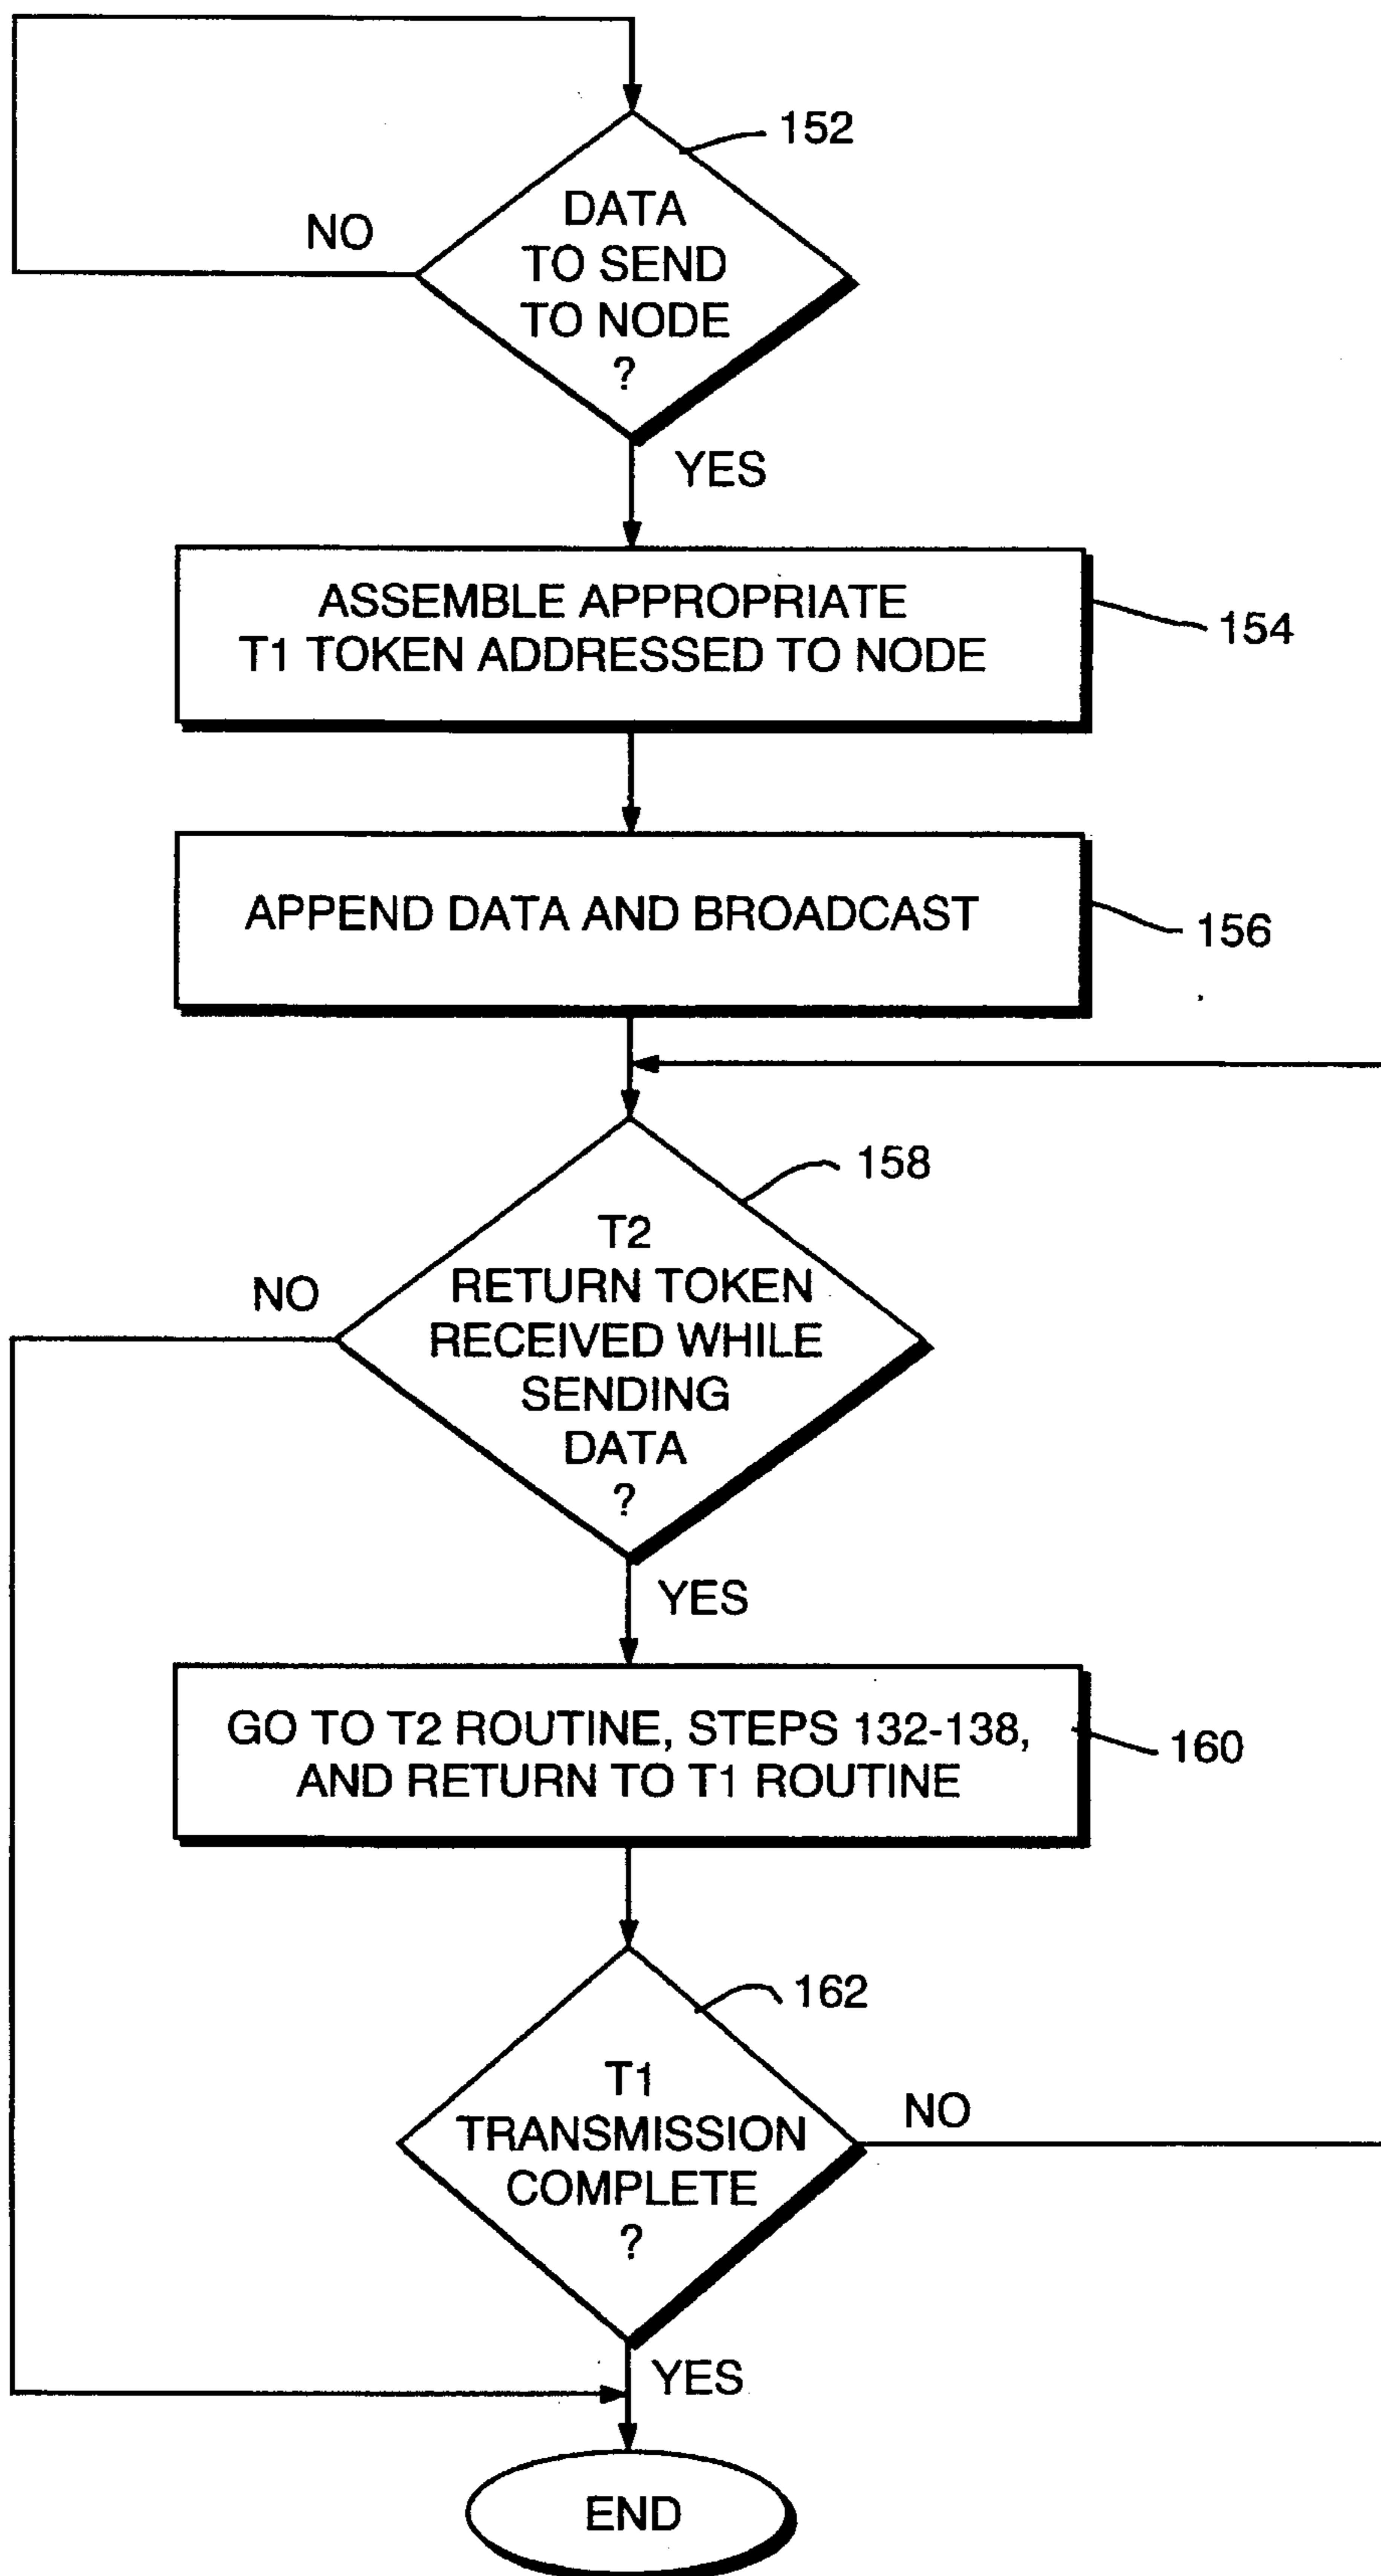 152
DATA
TO SEND
TO NODE
?
NO
YES
ASSEMBLE APPROPRIATE
T1 TOKEN ADDRESSED TO NODE
154
APPEND DATA AND BROADCAST
156
158
T2
RETURN TOKEN
RECEIVED WHILE
SENDING
DATA
?
NO
YES
GO TO T2 ROUTINE, STEPS 132-138,
AND RETURN TO T1 ROUTINE
160
162
T1
TRANSMISSION
COMPLETE
?
NO
YES
END